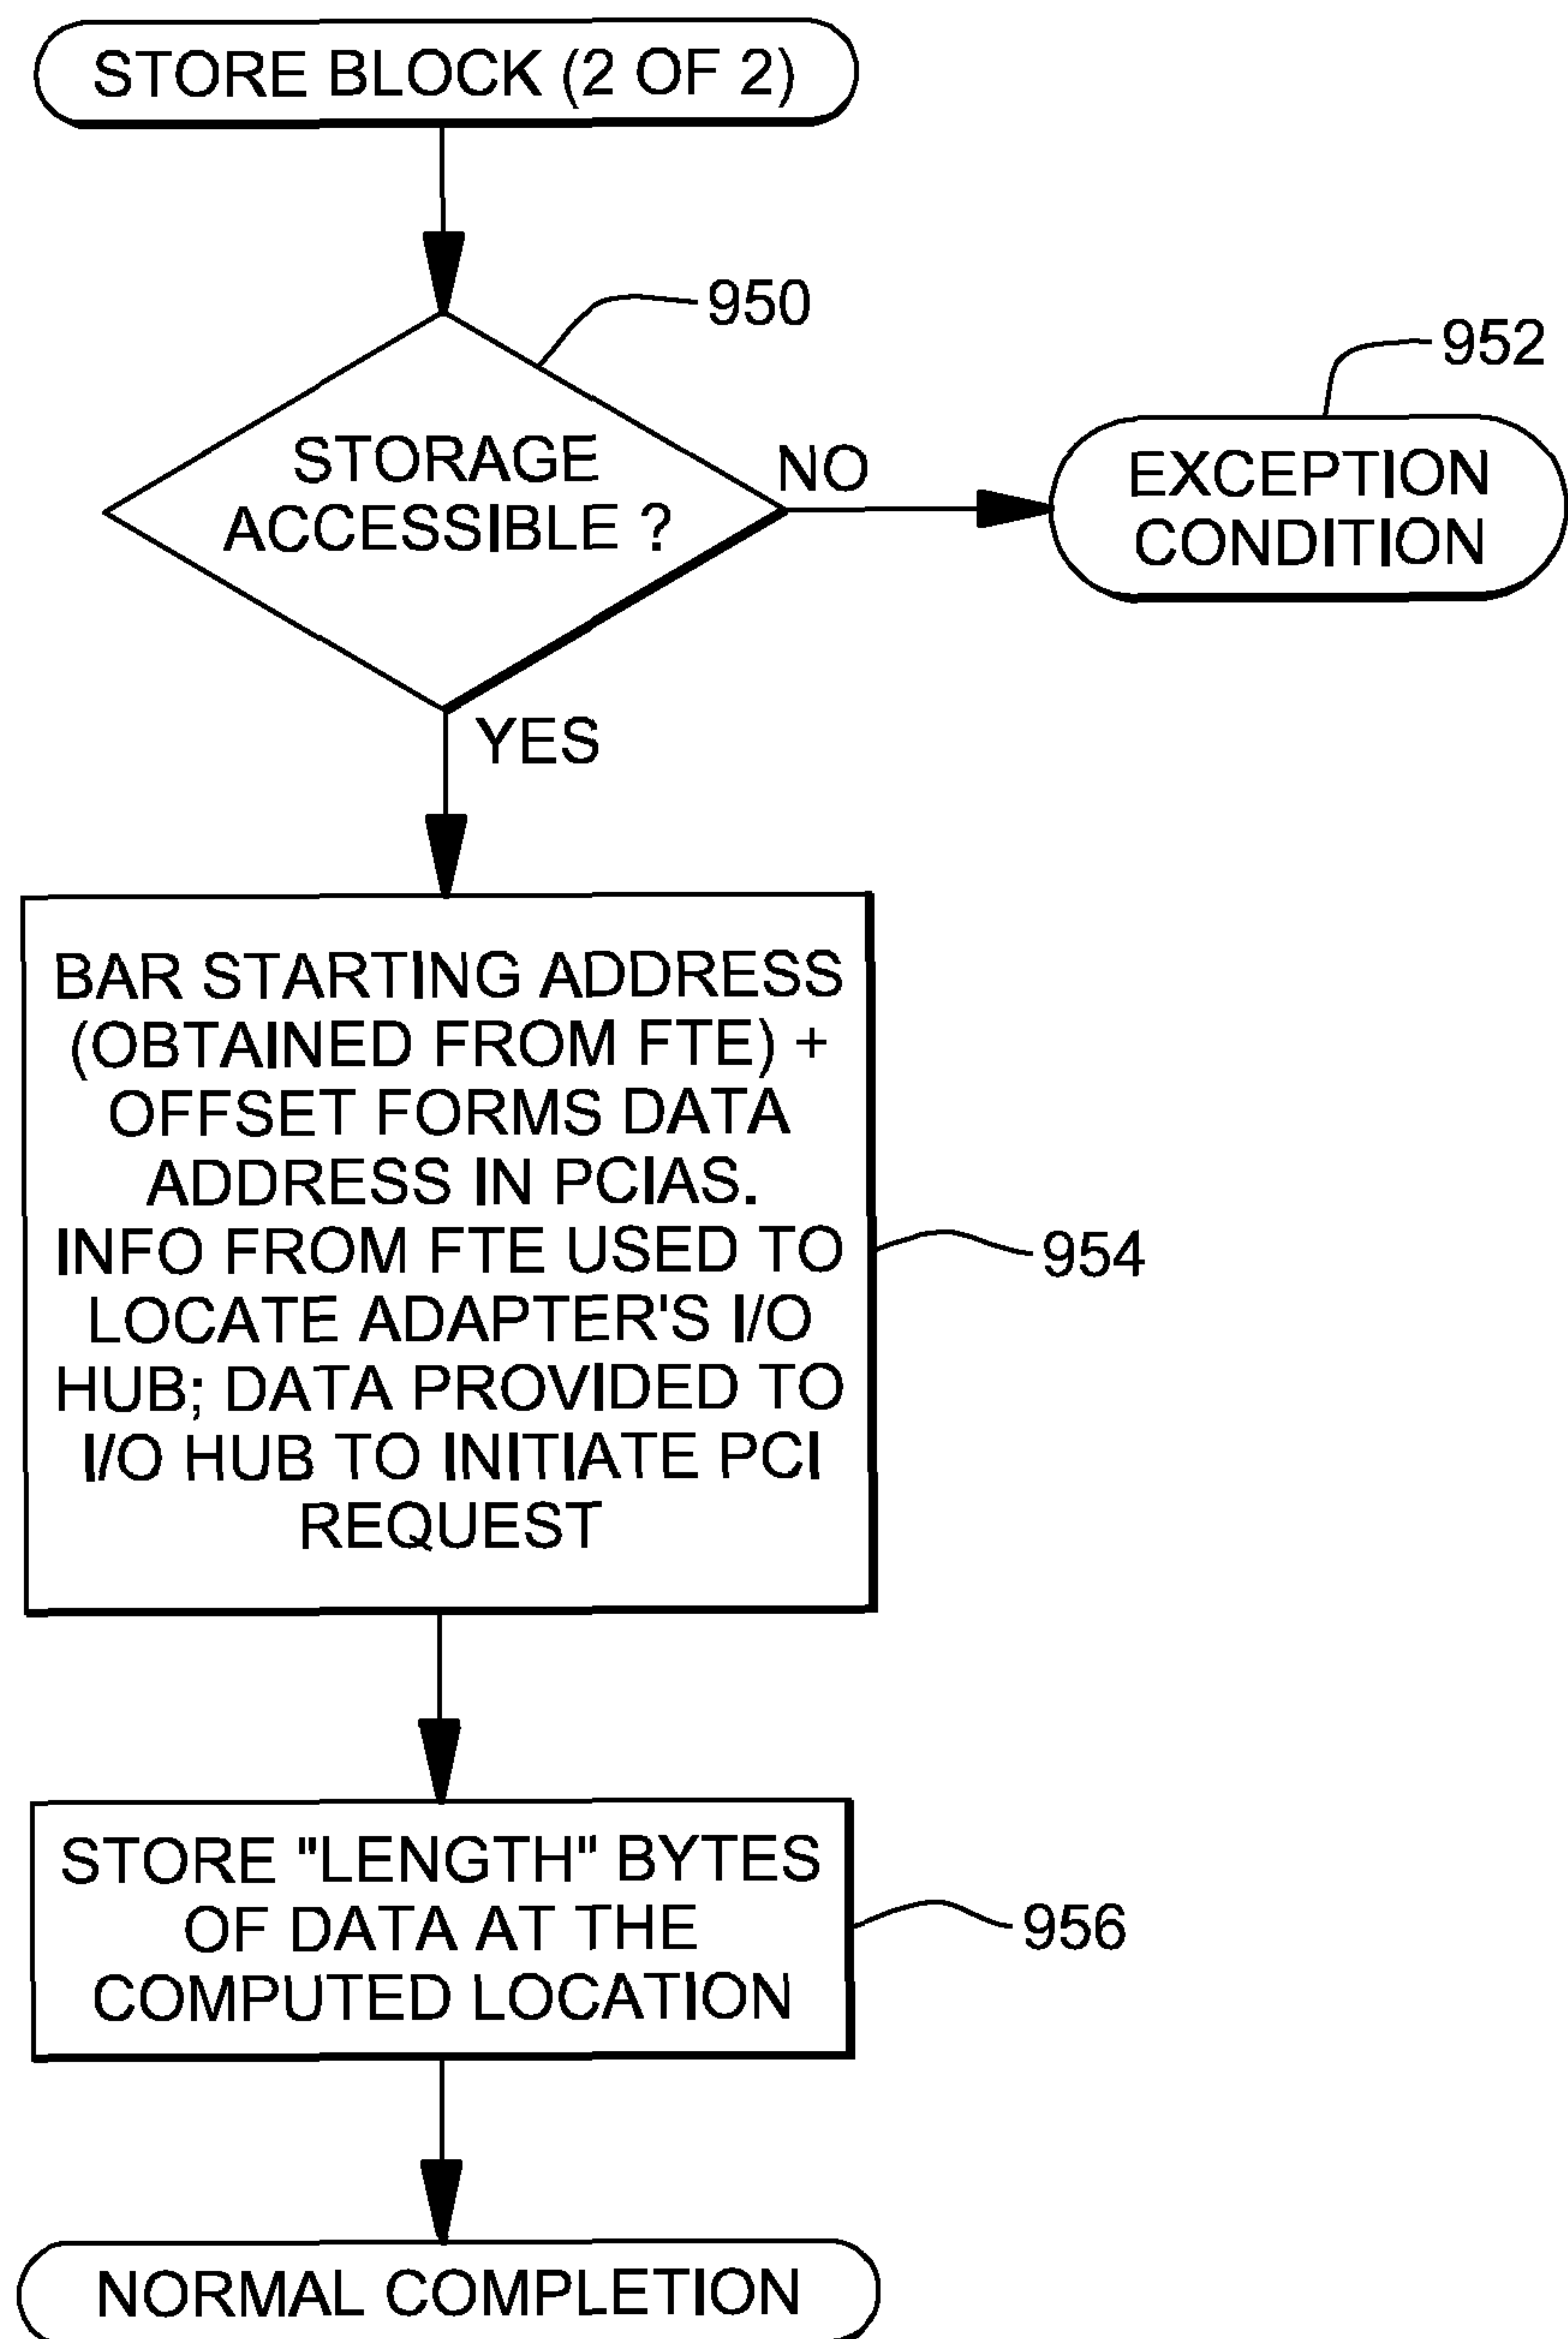 STORE BLOCK (2 OF 2)
950
952
STORAGE
ACCESSIBLE ?
NO
EXCEPTION
CONDITION
YES
BAR STARTING ADDRESS
(OBTAINED FROM FTE) +
OFFSET FORMS DATA
ADDRESS IN PCIAS.
INFO FROM FTE USED TO
LOCATE ADAPTER'S I/O
HUB; DATA PROVIDED TO
I/O HUB TO INITIATE PCI
REQUEST
954
STORE "LENGTH" BYTES
OF DATA AT THE
COMPUTED LOCATION
956
NORMAL COMPLETION